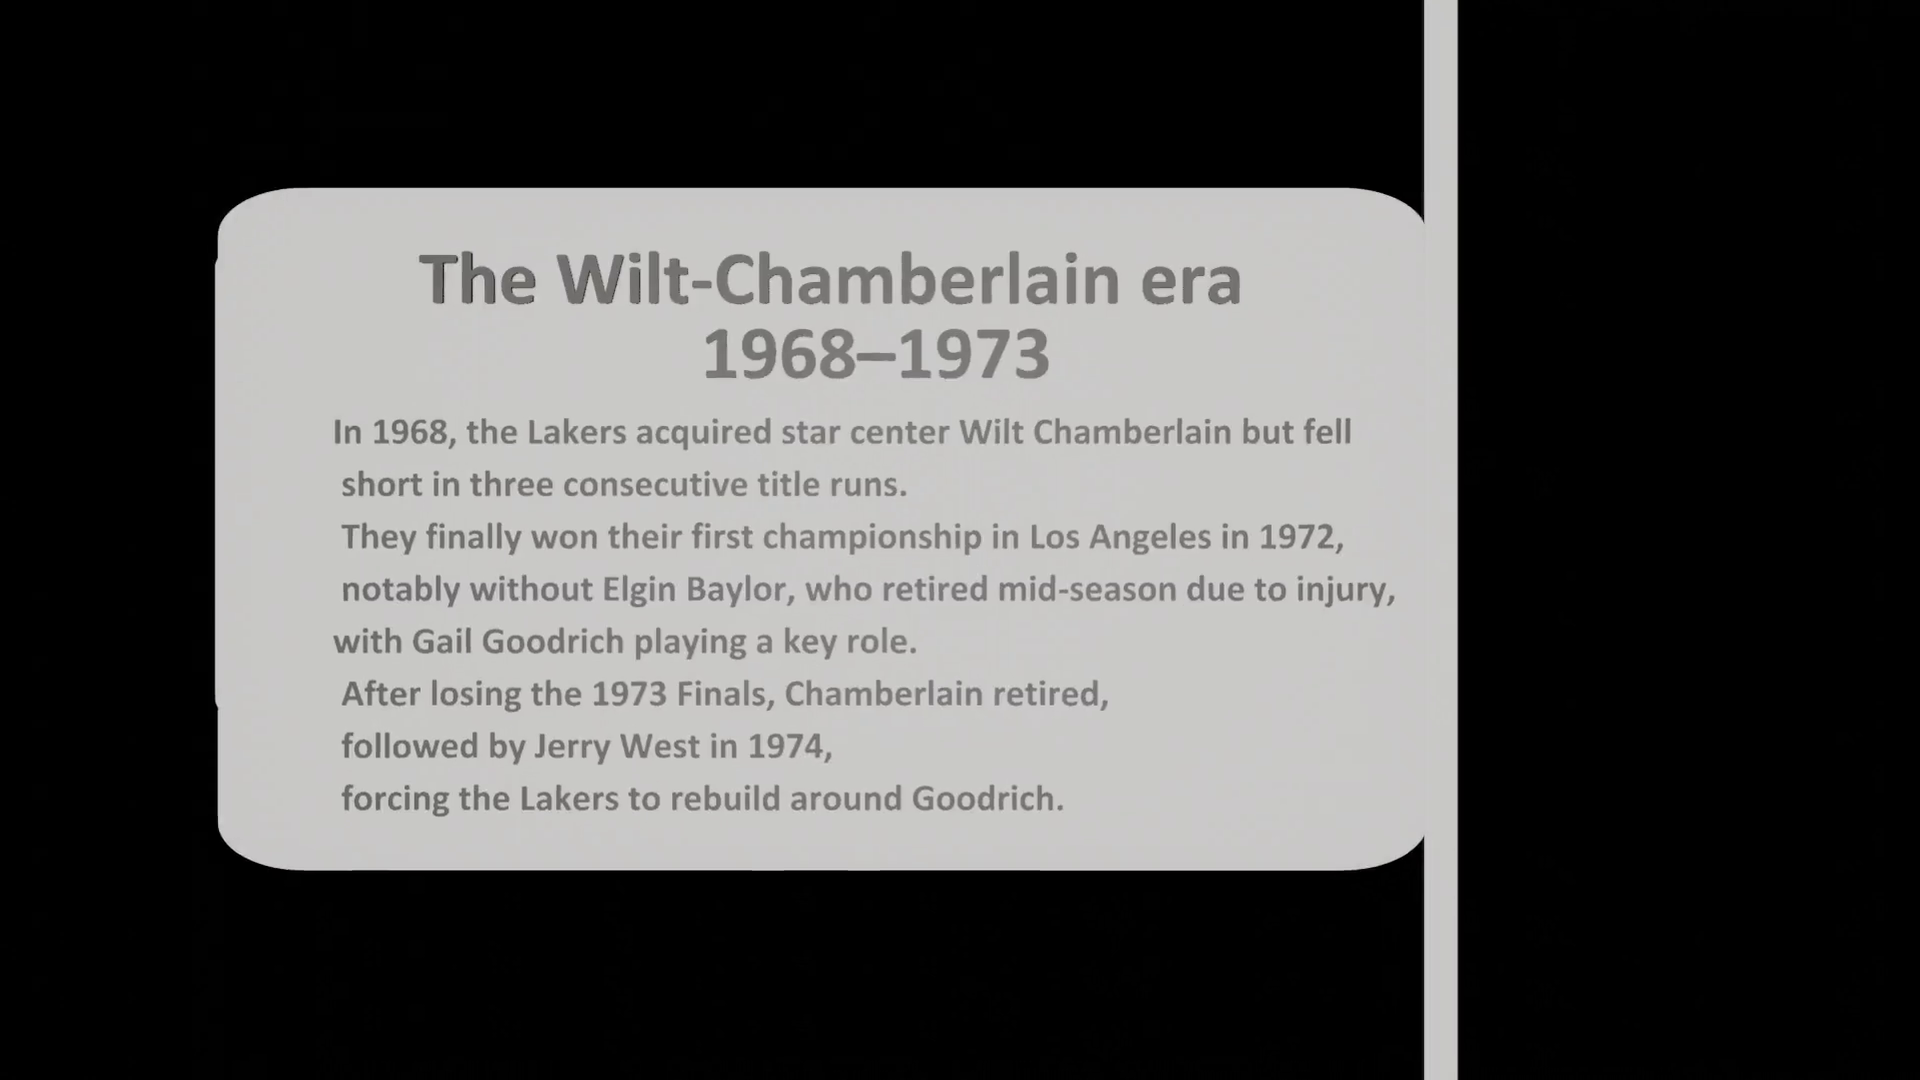 The Wilt-Chamberlain era
1968–1973
In 1968, the Lakers acquired star center Wilt Chamberlain but fell
short in three consecutive title runs.
They finally won their first championship in Los Angeles in 1972,
notably without Elgin Baylor, who retired mid-season due to injury,
with Gail Goodrich playing a key role.
After losing the 1973 Finals, Chamberlain retired,
followed by Jerry West in 1974,
forcing the Lakers to rebuild around Goodrich.